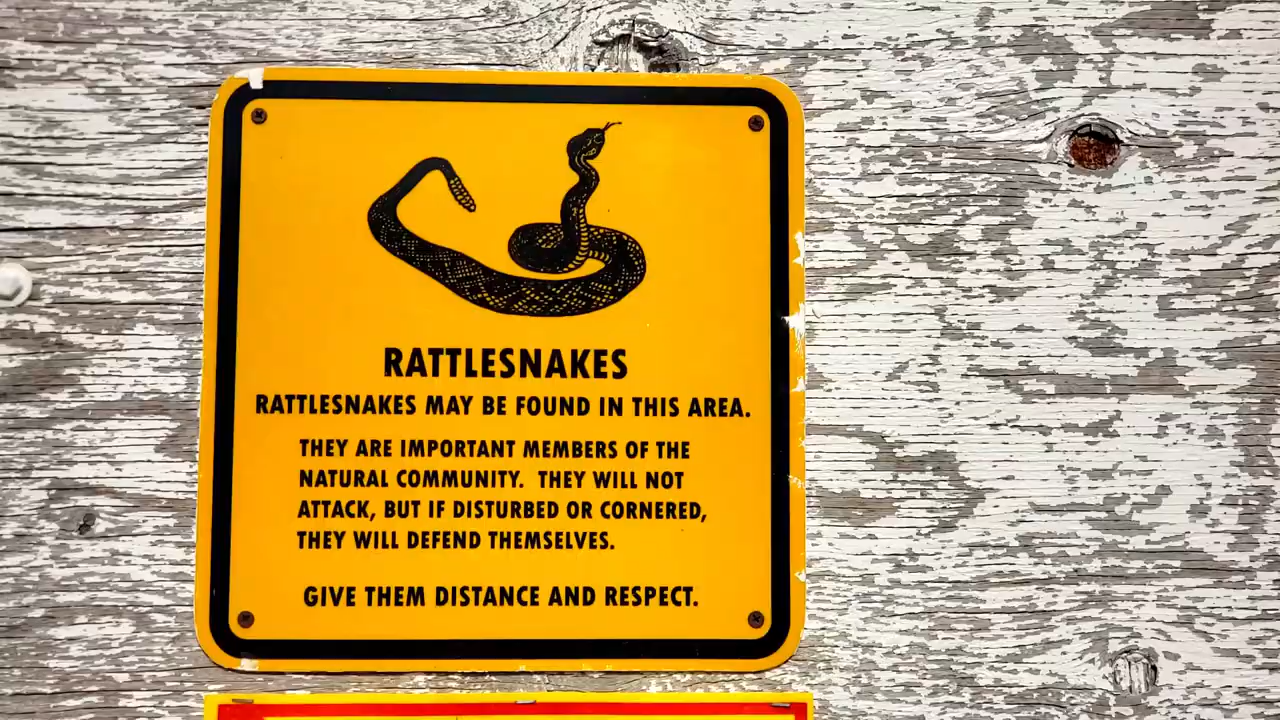 RATTLESNAKES
RATTLESNAKES MAY BE FOUND IN THIS AREA.
THEY ARE IMPORTANT MEMBERS OF THE
NATURAL COMMUNITY. THEY WILL NOT
ATTACK, BUT IF DISTURBED OR CORNERED,
THEY WILL DEFEND THEMSELVES.
GIVE THEM DISTANCE AND RESPECT.